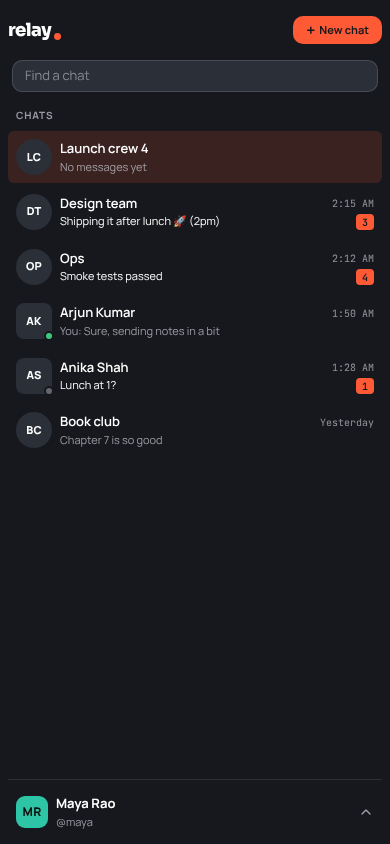 relay
+ New chat
Find a chat
CHATS
LC
Launch crew 4
No messages yet
DT
Design team
2:15 AM
Shipping it after lunch 🚀 (2pm)
3
OP
Ops
2:12 AM
Smoke tests passed
4
AK
Arjun Kumar
1:50 AM
You: Sure, sending notes in a bit
AS
Anika Shah
1:28 AM
Lunch at 1?
1
BC
Book club
Yesterday
Chapter 7 is so good
MR
Maya Rao
@maya